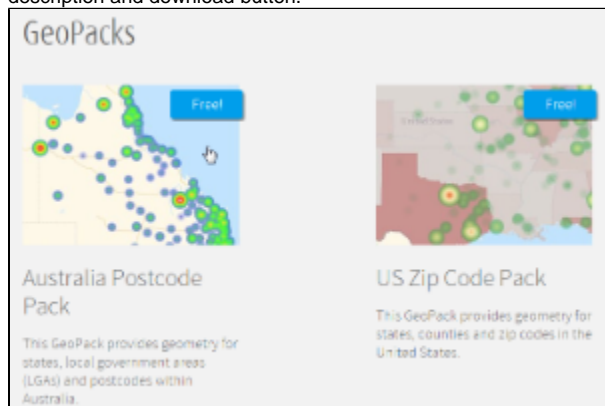 description and download button.
GeoPacks
Free!
Free!
United States
Australia Postcode
Pack
This GeoPack provides geometry for
states, local government areas
(LGAs) and postcodes within
Australia.
US Zip Code Pack
This GeoPack provides geometry for
states, counties and zip codes in the
United States.